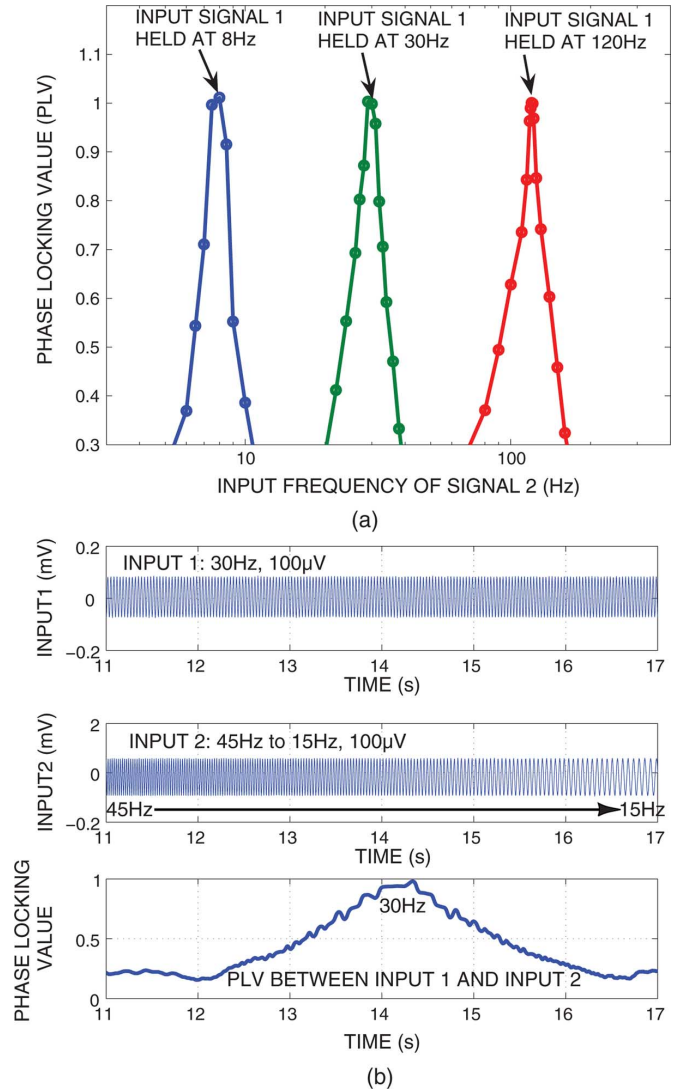 INPUT SIGNAL 1
HELD AT 8Hz
INPUT SIGNAL 1
HELD AT 30Hz
INPUT SIGNAL 1
HELD AT 120Hz
PHASE LOCKING VALUE (PLV)
1.1
1
0.9
0.8
0.7
0.6
0.5
0.4
0.3
10
100
INPUT FREQUENCY OF SIGNAL 2 (Hz)
(a)
INPUT1 (mV)
0.2
0
−0.2
INPUT 1: 30Hz, 100μV
11 12 13 14 15 16 17
TIME (s)
INPUT2 (mV)
2
0
−0.2
INPUT 2: 45Hz to 15Hz, 100μV
45Hz
15Hz
11 12 13 14 15 16 17
TIME (s)
PHASE LOCKING
VALUE
1
0.5
1
30Hz
PLV BETWEEN INPUT 1 AND INPUT 2
11 12 13 14 15 16 17
TIME (s)
(b)